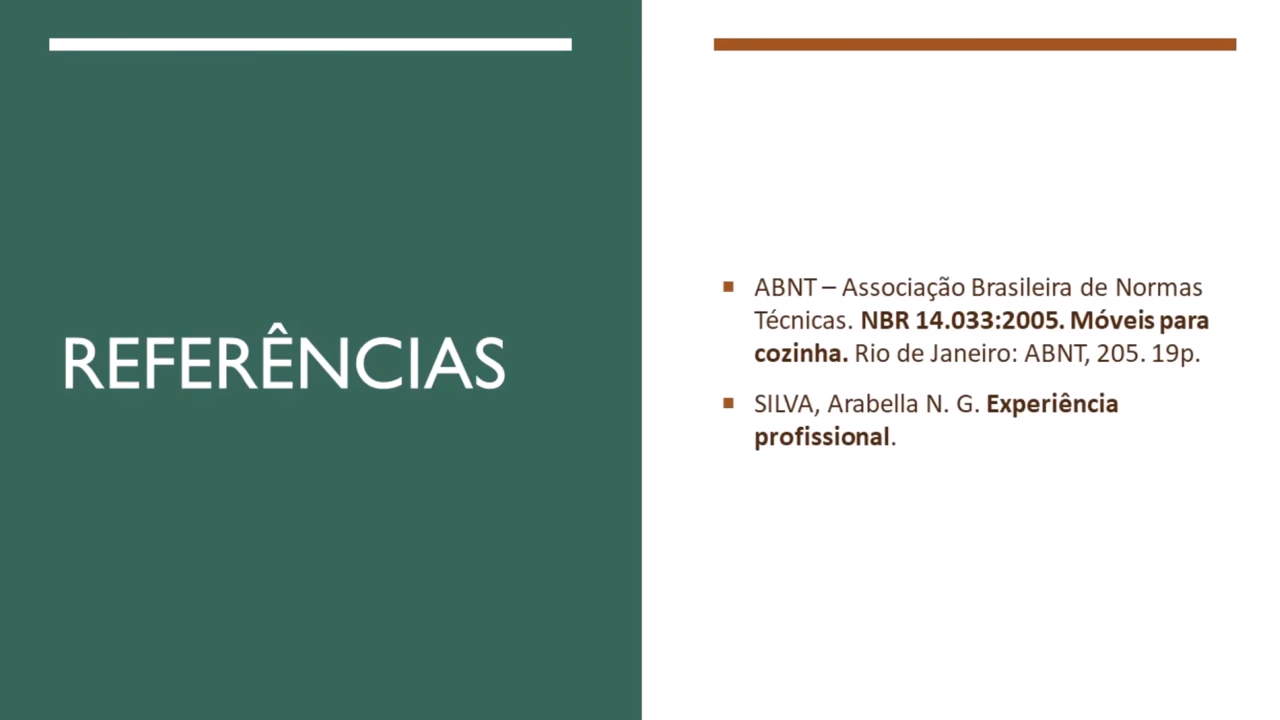 REFERÊNCIAS
ABNT – Associação Brasileira de Normas
Técnicas. NBR 14.033:2005. Móveis para
cozinha. Rio de Janeiro: ABNT, 205. 19p.
SILVA, Arabella N. G. Experiência
profissional.